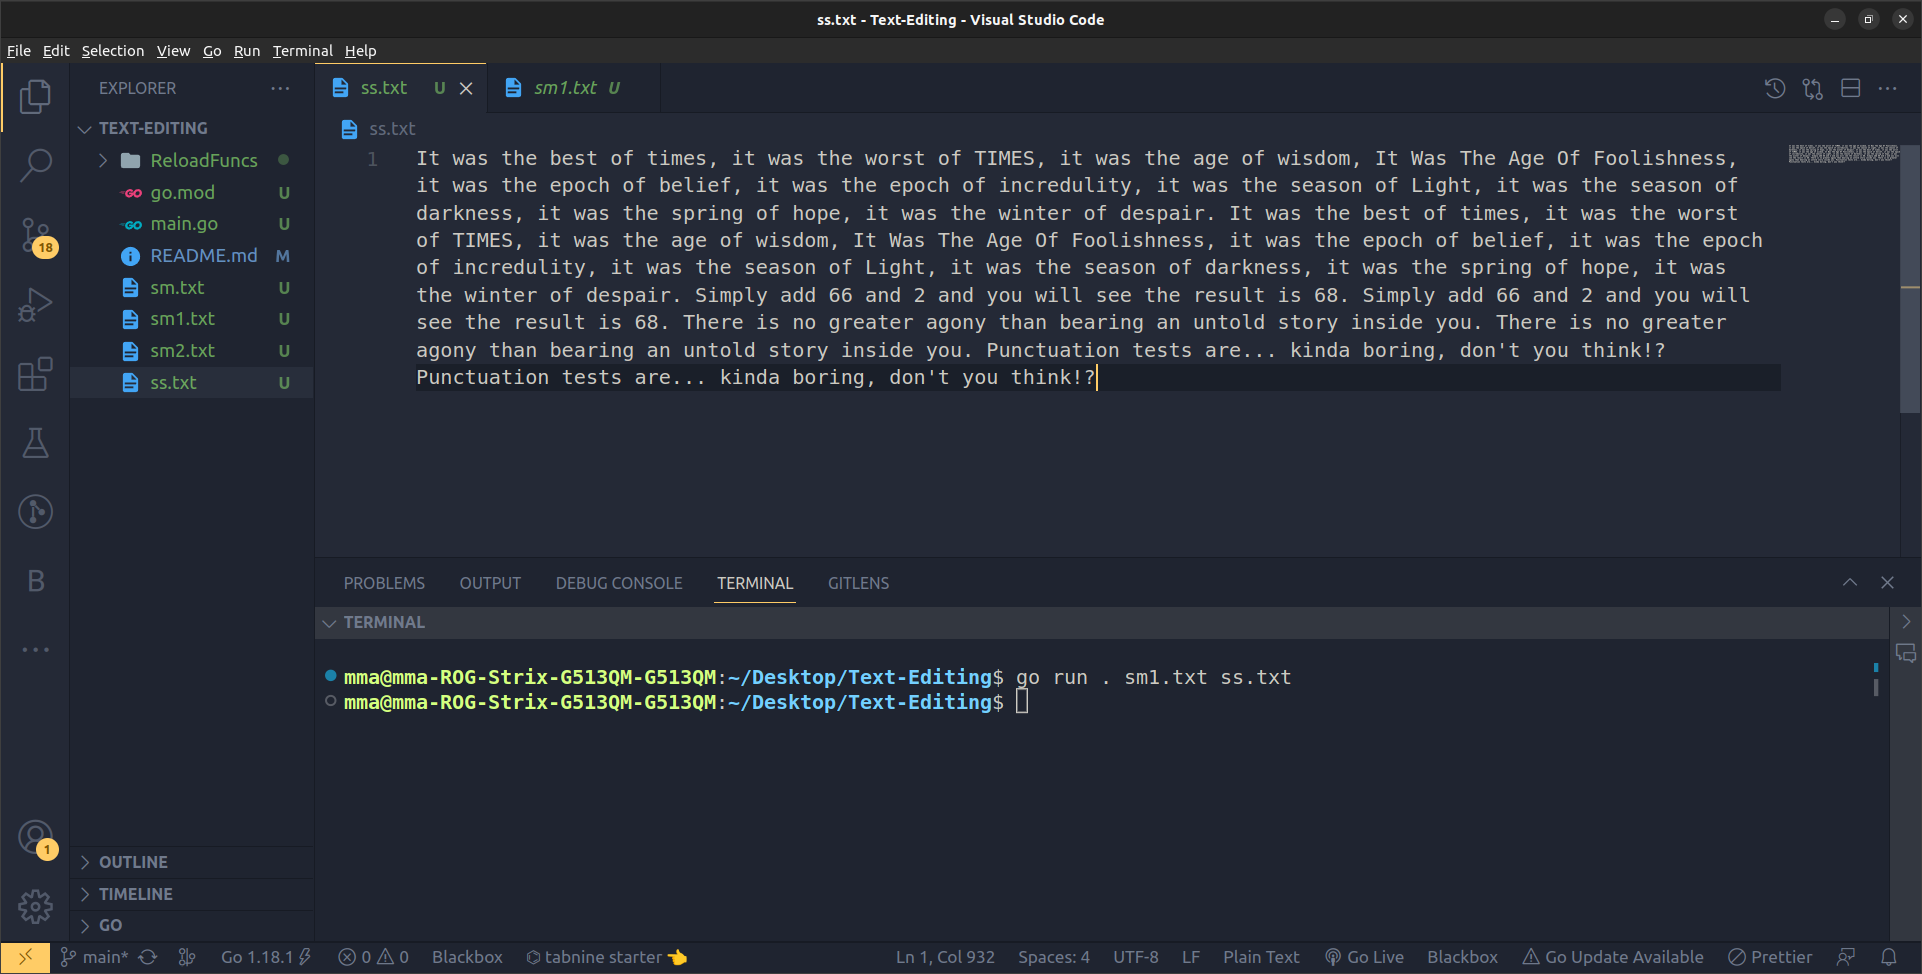 ss.txt - Text-Editing - Visual Studio Code
File Edit Selection View Go Run Terminal Help
EXPLORER
TEXT-EDITING
ReloadFuncs
GO go.mod U
GO main.go U
README.md M
sm.txt U
sm1.txt U
sm2.txt U
ss.txt U
18
B
1
OUTLINE
TIMELINE
GO
ss.txt U sm1.txt U
ss.txt
1 It was the best of times, it was the worst of TIMES, it was the age of wisdom, It Was The Age Of Foolishness,
it was the epoch of belief, it was the epoch of incredulity, it was the season of Light, it was the season of
darkness, it was the spring of hope, it was the winter of despair. It was the best of times, it was the worst
of TIMES, it was the age of wisdom, It Was The Age Of Foolishness, it was the epoch of belief, it was the epoch
of incredulity, it was the season of Light, it was the season of darkness, it was the spring of hope, it was
the winter of despair. Simply add 66 and 2 and you will see the result is 68. Simply add 66 and 2 and you will
see the result is 68. There is no greater agony than bearing an untold story inside you. There is no greater
agony than bearing an untold story inside you. Punctuation tests are... kinda boring, don't you think!?
Punctuation tests are... kinda boring, don't you think!?
PROBLEMS OUTPUT DEBUG CONSOLE TERMINAL GITLENS
TERMINAL
mma@mma-ROG-Strix-G513QM-G513QM:~/Desktop/Text-Editing$ go run . sm1.txt ss.txt
mma@mma-ROG-Strix-G513QM-G513QM:~/Desktop/Text-Editing$
main* Go 1.18.1 0 0 Blackbox tabnine starter Ln 1, Col 932 Spaces: 4 UTF-8 LF Plain Text Go Live Blackbox Go Update Available Prettier